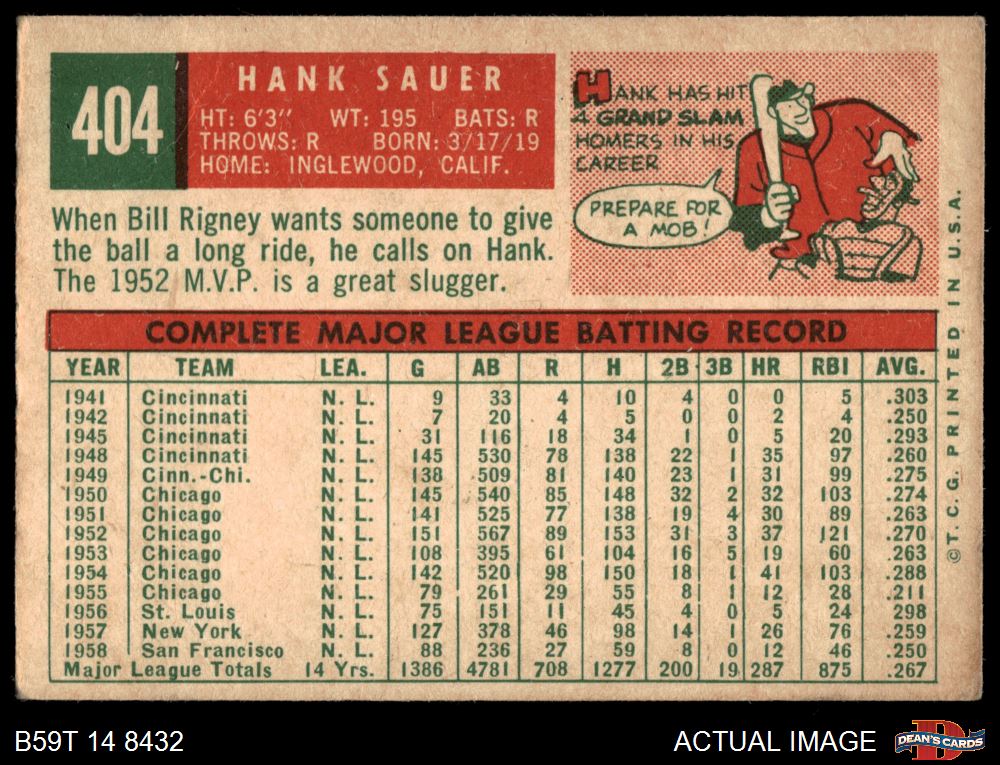 404
HANK SAUER
HT: 6'3" WT: 195 BATS: R
THROWS: R BORN: 3/17/19
HOME: INGLEWOOD, CALIF.
When Bill Rigney wants someone to give
the ball a long ride, he calls on Hank.
The 1952 M.V.P. is a great slugger.
HANK HAS HIT
4 GRAND SLAM
HOMERS IN HIS
CAREER
PREPARE FOR
A MOB!
COMPLETE MAJOR LEAGUE BATTING RECORD
YEAR TEAM LEA. G AB R H 2B 3B HR RBI AVG.
1941 Cincinnati N. L. 9 33 4 10 4 0 0 5 .303
1942 Cincinnati N. L. 7 20 4 5 0 0 2 4 .250
1945 Cincinnati N. L. 31 116 18 34 1 0 5 20 .293
1948 Cincinnati N. L. 145 530 78 138 22 1 35 97 .260
1949 Cinn.-Chi. N. L. 138 509 81 140 23 1 31 99 .275
1950 Chicago N. L. 145 540 85 148 32 2 32 103 .274
1951 Chicago N. L. 141 525 77 138 19 4 30 89 .263
1952 Chicago N. L. 151 567 89 153 31 3 37 121 .270
1953 Chicago N. L. 108 395 61 104 16 5 19 60 .263
1954 Chicago N. L. 142 520 98 150 18 1 41 103 .288
1955 Chicago N. L. 79 261 29 55 8 1 12 28 .211
1956 St. Louis N. L. 75 151 11 45 4 0 5 24 .298
1957 New York N. L. 127 378 46 98 14 1 26 76 .259
1958 San Francisco N. L. 88 236 27 59 8 0 12 46 .250
Major League Totals 14 Yrs. 1386 4781 708 1277 200 19 287 875 .267
©T.C.G. PRINTED IN U.S.A.
B59T 14 8432
ACTUAL IMAGE
DEAN'S CARDS